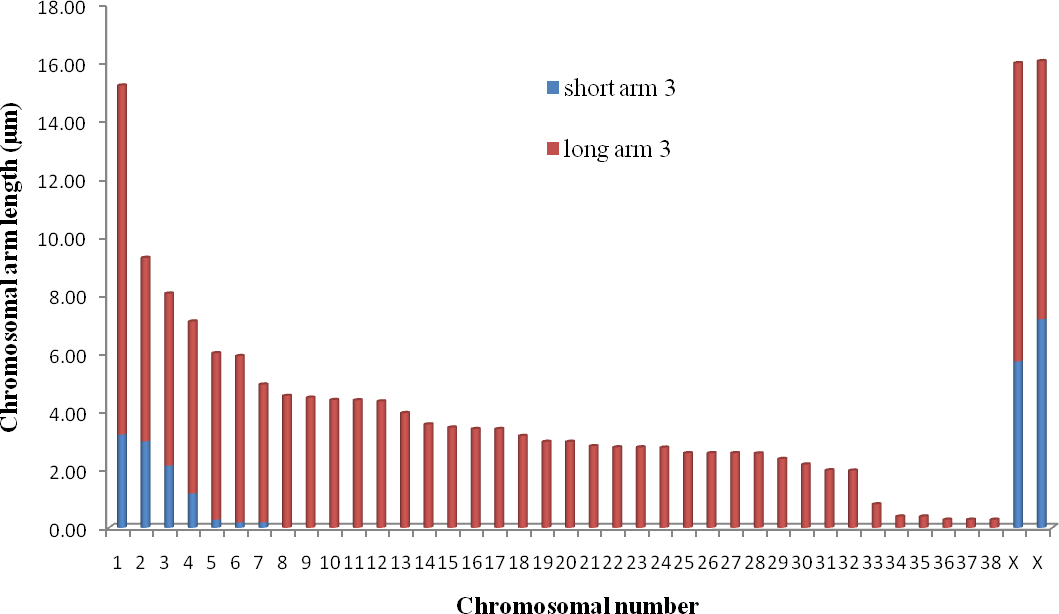 18.00
16.00
14.00
12.00
10.00
8.00
6.00
4.00
2.00
0.00
Chromosomal arm length (µm)
short arm 3
long arm 3
1 2 3 4 5 6 7 8 9 10 11 12 13 14 15 16 17 18 19 20 21 22 23 24 25 26 27 28 29 30 31 32 33 34 35 36 37 38 X X
Chromosomal number